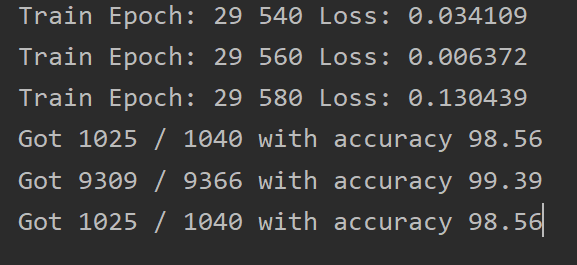 Train Epoch: 29 540 Loss: 0.034109
Train Epoch: 29 560 Loss: 0.006372
Train Epoch: 29 580 Loss: 0.130439
Got 1025 / 1040 with accuracy 98.56
Got 9309 / 9366 with accuracy 99.39
Got 1025 / 1040 with accuracy 98.56